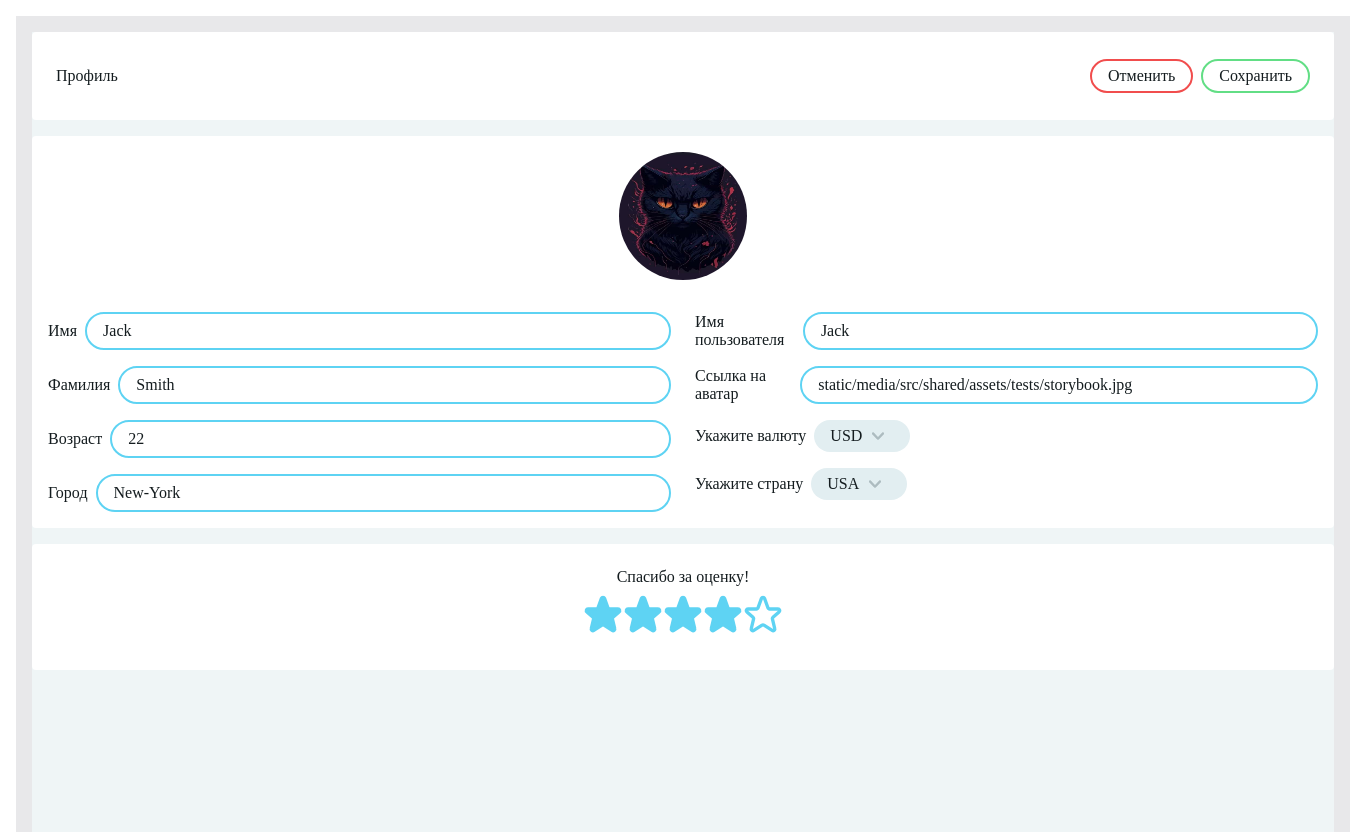 Профиль
Отменить
Сохранить
Имя
Jack
Фамилия
Smith
Возраст
22
Город
New-York
Имя
пользователя
Jack
Ссылка на
аватар
static/media/src/shared/assets/tests/storybook.jpg
Укажите валюту
USD
Укажите страну
USA
Спасибо за оценку!